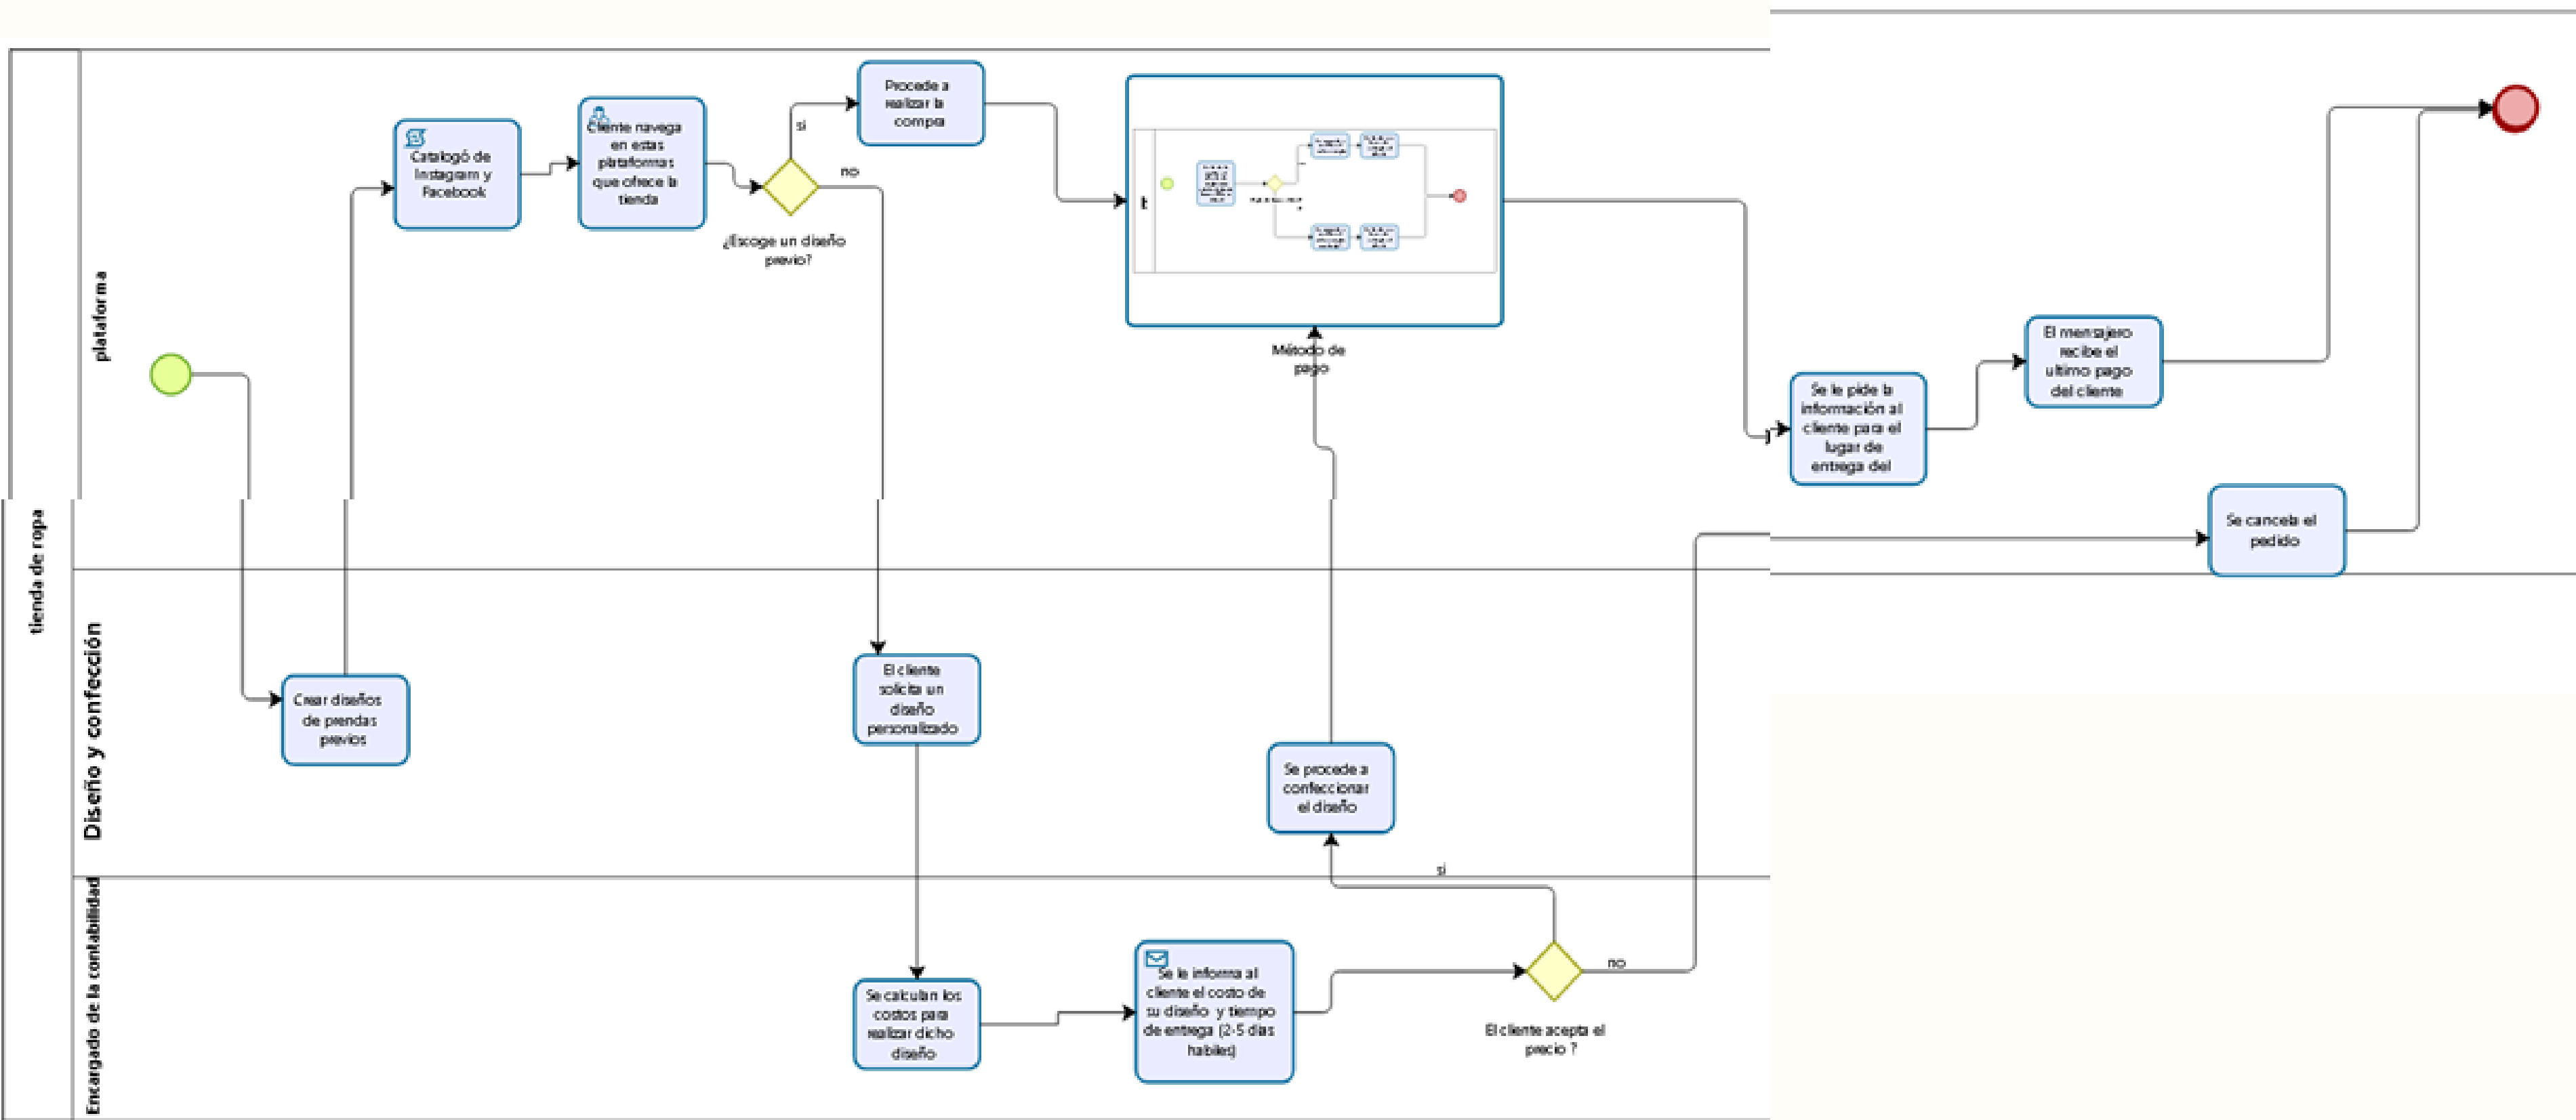 tienda de ropa
plataforma
Catalogó de
Instagram y
Facebook
Cliente navega
en estas
plataformas
que ofrece la
tienda
¿Escoge un diseño
previo?
si
no
Procede a
realizar la
compra
Método de
pago
Se le pide la
información al
cliente para el
lugar de
entrega del
El mensajero
recibe el
ultimo pago
del cliente
Se cancela el
pedido
Diseño y confección
Crear diseños
de prendas
previos
El cliente
solicita un
diseño
personalizado
Se procede a
confeccionar
el diseño
si
Encargado de la contabilidad
Se calculan los
costos para
realizar dicho
diseño
Se le informa al
cliente el costo de
su diseño y tiempo
de entrega (2-5 días
habiles)
El cliente acepta el
precio ?
no